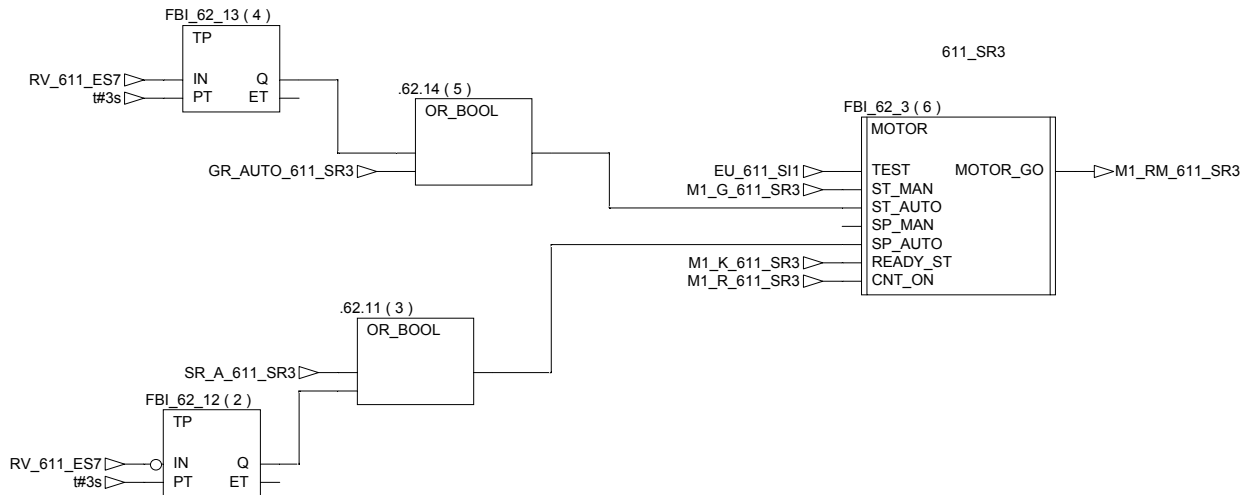 FBI_62_13 ( 4 )
TP
RV_611_ES7
IN
Q
t#3s
PT
ET
.62.14 ( 5 )
OR_BOOL
GR_AUTO_611_SR3
611_SR3
FBI_62_3 ( 6 )
MOTOR
EU_611_SI1
TEST
MOTOR_GO
M1_RM_611_SR3
M1_G_611_SR3
ST_MAN
ST_AUTO
SP_MAN
SP_AUTO
M1_K_611_SR3
READY_ST
M1_R_611_SR3
CNT_ON
.62.11 ( 3 )
OR_BOOL
SR_A_611_SR3
FBI_62_12 ( 2 )
TP
RV_611_ES7
IN
Q
t#3s
PT
ET